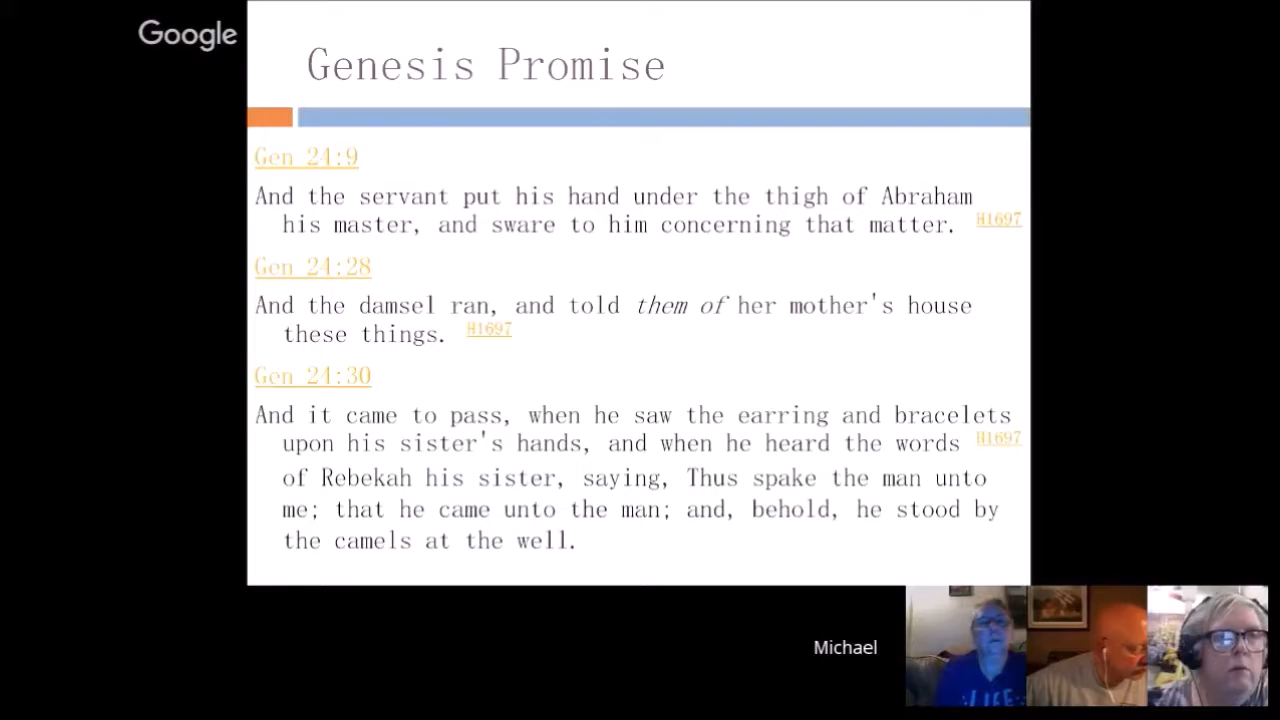 Google
Genesis Promise
Gen 24:9
And the servant put his hand under the thigh of Abraham
his master, and sware to him concerning that matter. H1697
Gen 24:28
And the damsel ran, and told them of her mother's house
these things. H1697
Gen 24:30
And it came to pass, when he saw the earring and bracelets
upon his sister's hands, and when he heard the words H1697
of Rebekah his sister, saying, Thus spake the man unto
me; that he came unto the man; and, behold, he stood by
the camels at the well.
Michael
LIFE